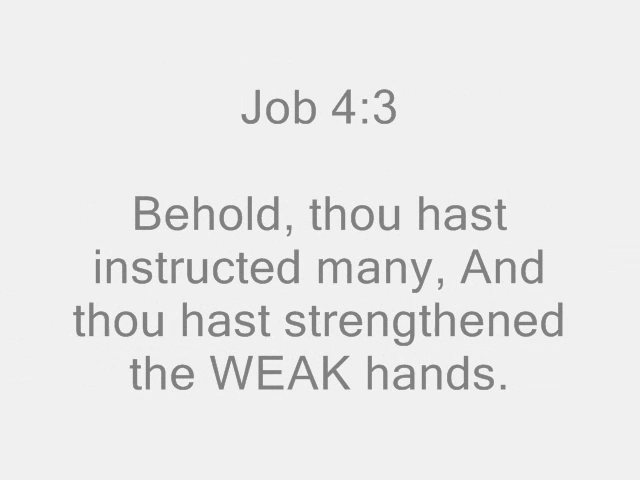 Job 4:3
Behold, thou hast
instructed many, And
thou hast strengthened
the WEAK hands.